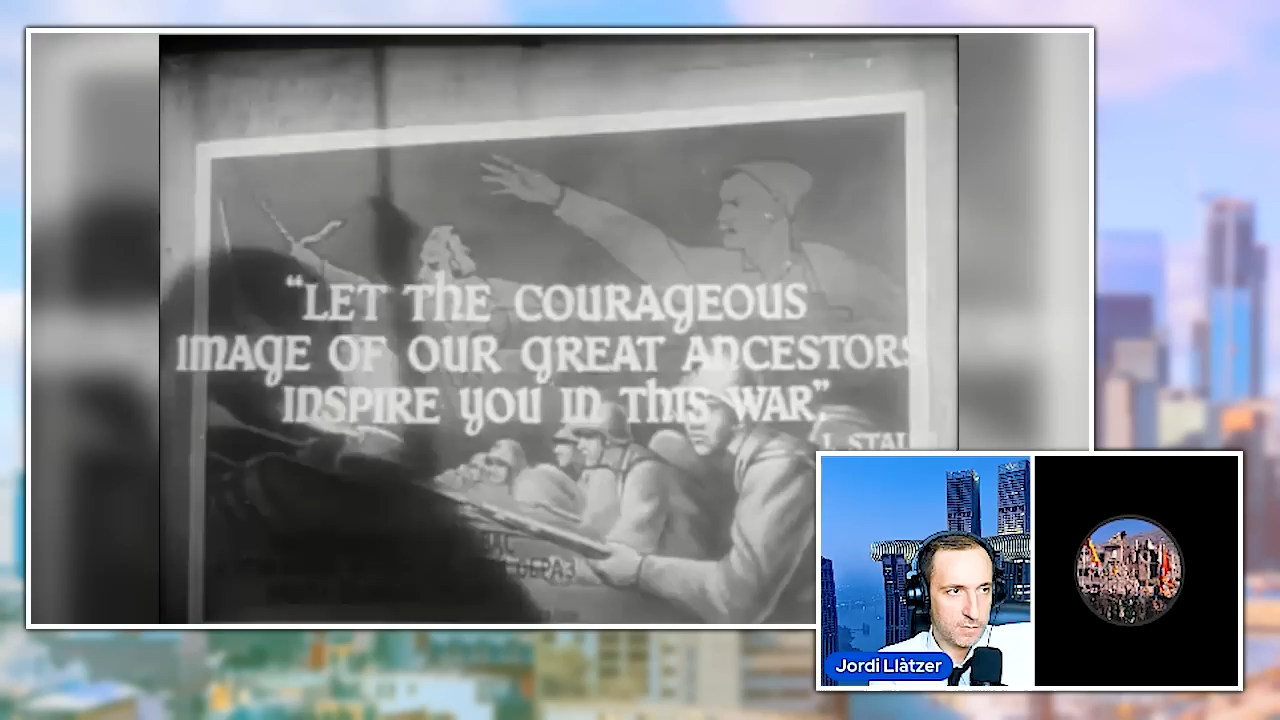 “LET THE COURAGEOUS
IMAGE OF OUR GREAT ANCESTORS
INSPIRE YOU IN THIS WAR”
Jordi Llàtzer